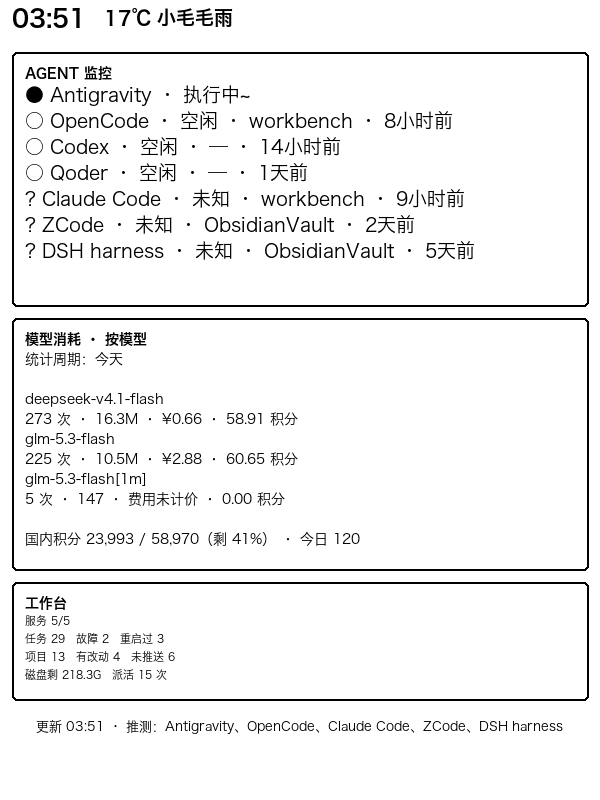 03:51 17℃ 小毛毛雨
AGENT 监控
● Antigravity · 执行中~
○ OpenCode · 空闲 · workbench · 8小时前
○ Codex · 空闲 · — · 14小时前
○ Qoder · 空闲 · — · 1天前
? Claude Code · 未知 · workbench · 9小时前
? ZCode · 未知 · ObsidianVault · 2天前
? DSH harness · 未知 · ObsidianVault · 5天前
模型消耗 · 按模型
统计周期：今天
deepseek-v4.1-flash
273 次 · 16.3M · ¥0.66 · 58.91 积分
glm-5.3-flash
225 次 · 10.5M · ¥2.88 · 60.65 积分
glm-5.3-flash[1m]
5 次 · 147 · 费用未计价 · 0.00 积分
国内积分 23,993 / 58,970（剩 41%） · 今日 120
工作台
服务 5/5
任务 29 故障 2 重启过 3
项目 13 有改动 4 未推送 6
磁盘剩 218.3G 派活 15 次
更新 03:51 · 推测：Antigravity、OpenCode、Claude Code、ZCode、DSH harness